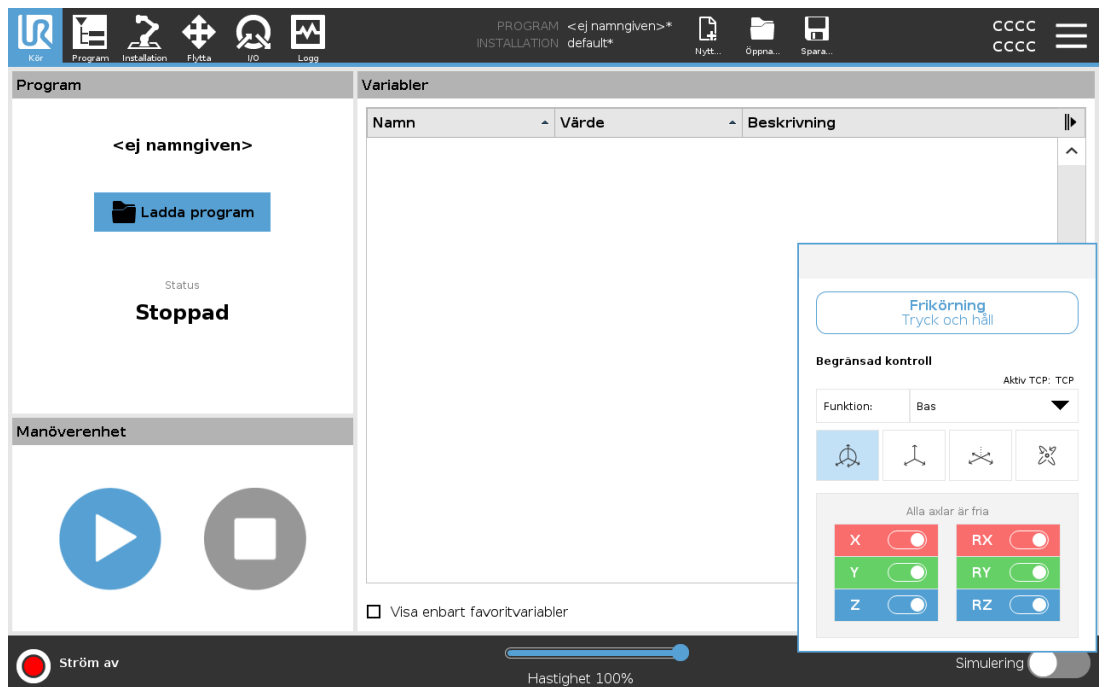 UR
Kör
Program
Installation
Flytta
I/O
Logg
PROGRAM <ej namngiven>*
INSTALLATION default*
Nytt...
Öppna...
Spara...
CCCC
CCCC
Program
<ej namngiven>
Ladda program
Status
Stoppad
Manöverenhet
Variabler
Namn
Värde
Beskrivning
Visa enbart favoritvariabler
Frikörning
Tryck och håll
Begränsad kontroll
Aktiv TCP: TCP
Funktion: Bas
Alla axlar är fria
X RX
Y RY
Z RZ
Ström av
Hastighet 100%
Simulering